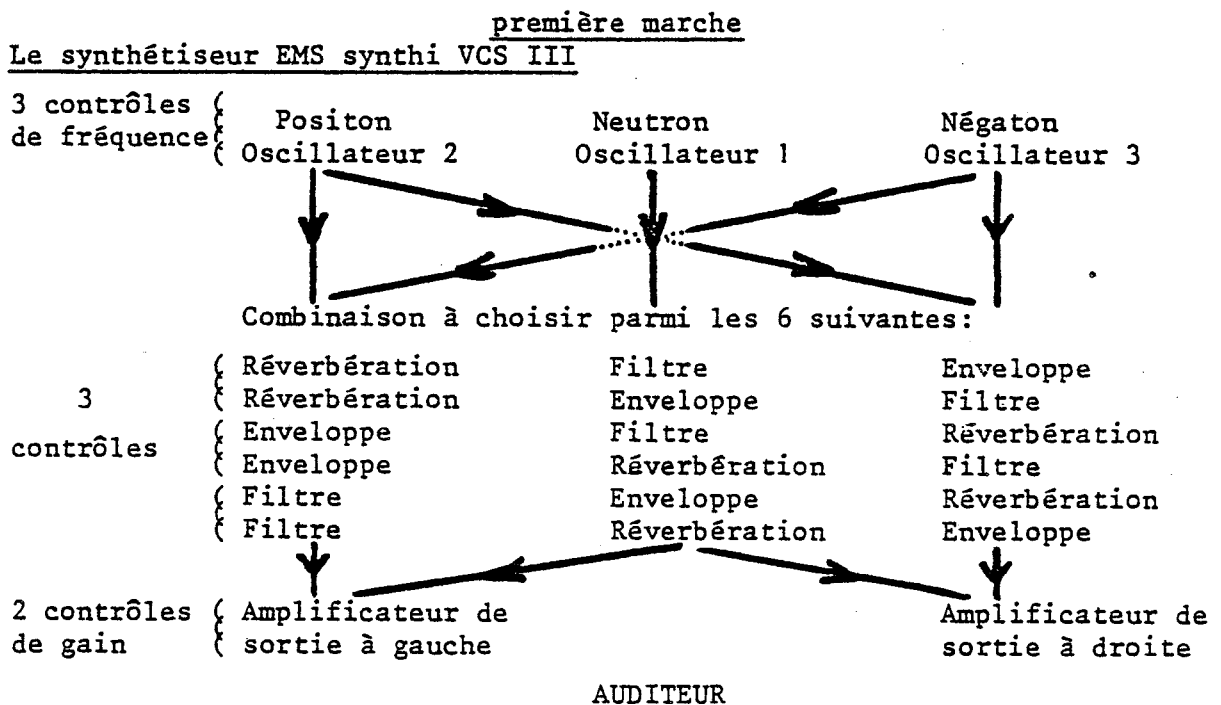 première marche
Le synthétiseur EMS synthi VCS III
3 contrôles
de fréquence
Positon Neutron Négaton
Oscillateur 2 Oscillateur 1 Oscillateur 3
Combinaison à choisir parmi les 6 suivantes:
3
contrôles
Réverbération Filtre Enveloppe
Réverbération Enveloppe Filtre
Enveloppe Filtre Réverbération
Enveloppe Réverbération Filtre
Filtre Enveloppe Réverbération
Filtre Réverbération Enveloppe
2 contrôles Amplificateur de Amplificateur de
de gain sortie à gauche sortie à droite
AUDITEUR